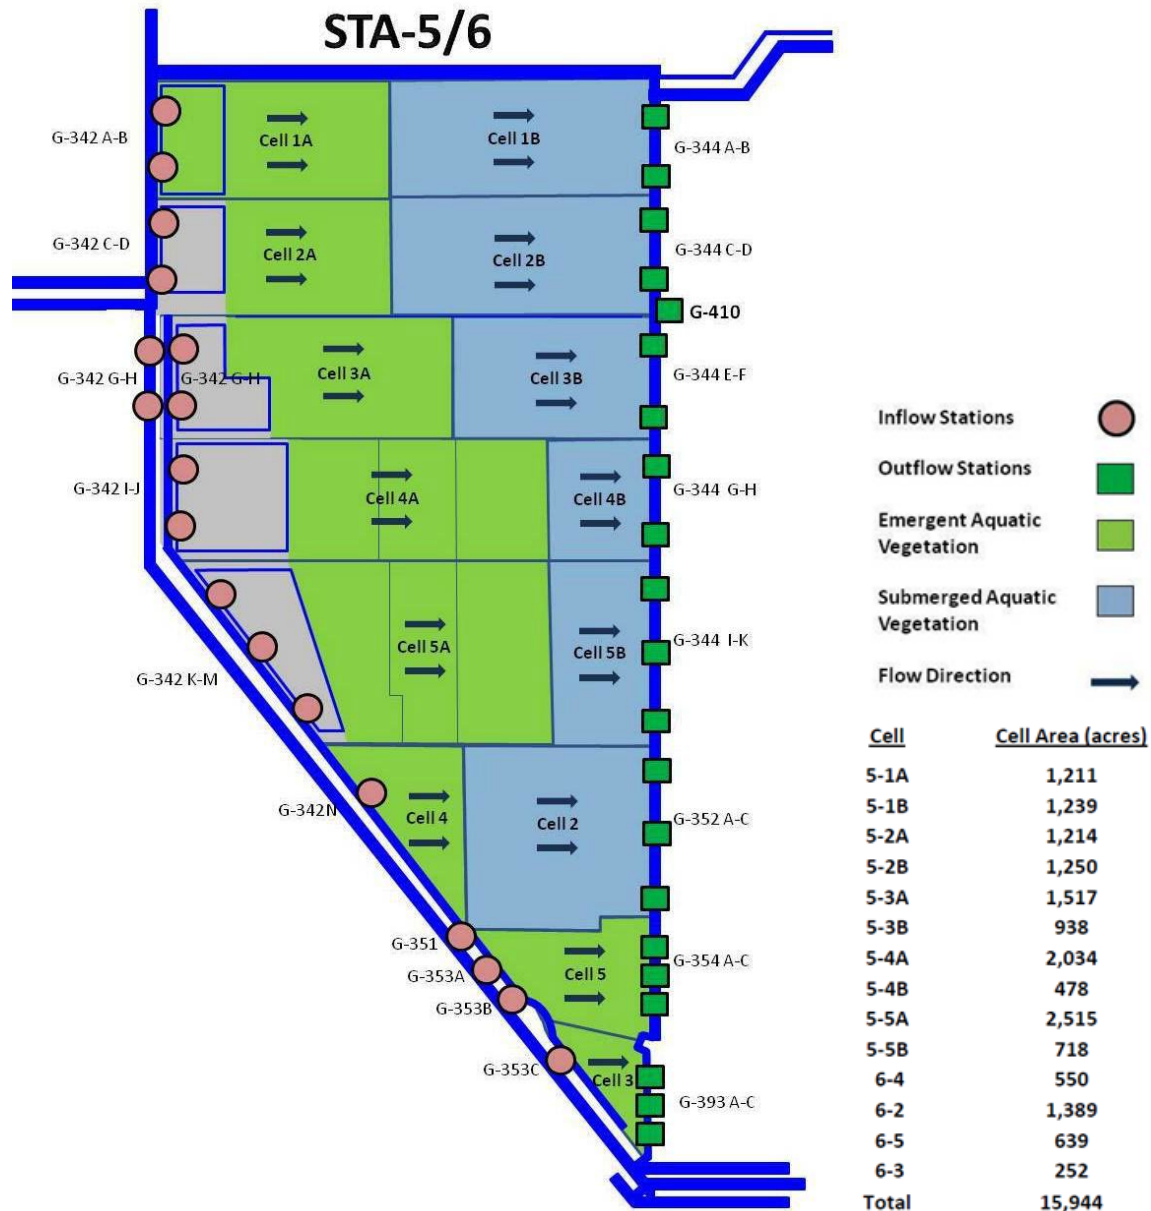 STA-5/6
G-342 A-B
Cell 1A
Cell 1B
G-344 A-B
G-342 C-D
Cell 2A
Cell 2B
G-344 C-D
G-410
G-342 G-H
G-342 G-H
Cell 3A
Cell 3B
G-344 E-F
G-342 I-J
Cell 4A
Cell 4B
G-344 G-H
G-342 K-M
Cell 5A
Cell 5B
G-344 I-K
G-342N
Cell 4
Cell 2
G-352 A-C
G-351
G-353A
G-353B
Cell 5
G-354 A-C
G-353C
Cell 3
G-393 A-C
Inflow Stations
Outflow Stations
Emergent Aquatic
Vegetation
Submerged Aquatic
Vegetation
Flow Direction
Cell Cell Area (acres)
5-1A 1,211
5-1B 1,239
5-2A 1,214
5-2B 1,250
5-3A 1,517
5-3B 938
5-4A 2,034
5-4B 478
5-5A 2,515
5-5B 718
6-4 550
6-2 1,389
6-5 639
6-3 252
Total 15,944